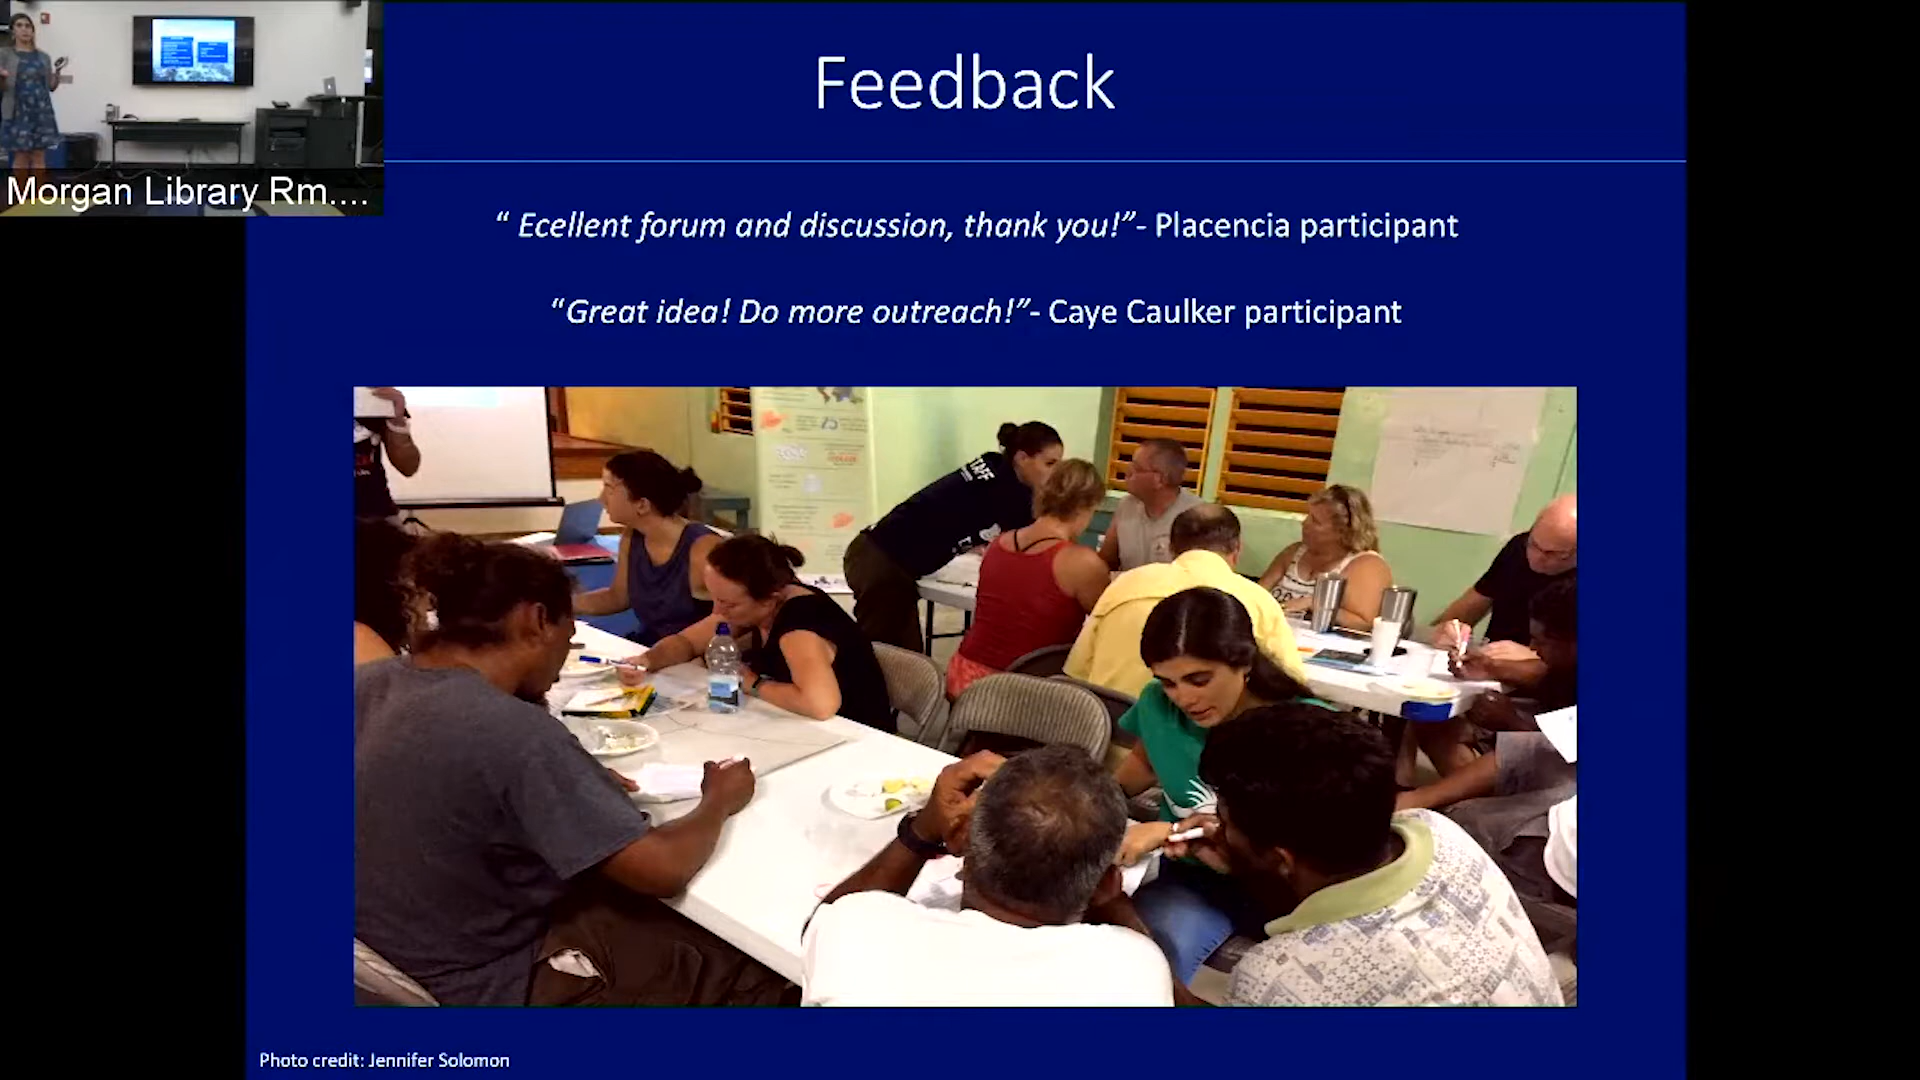 Feedback
Morgan Library Rm....
“ Ecellent forum and discussion, thank you!”- Placencia participant
“Great idea! Do more outreach!”- Caye Caulker participant
STAFF
Photo credit: Jennifer Solomon